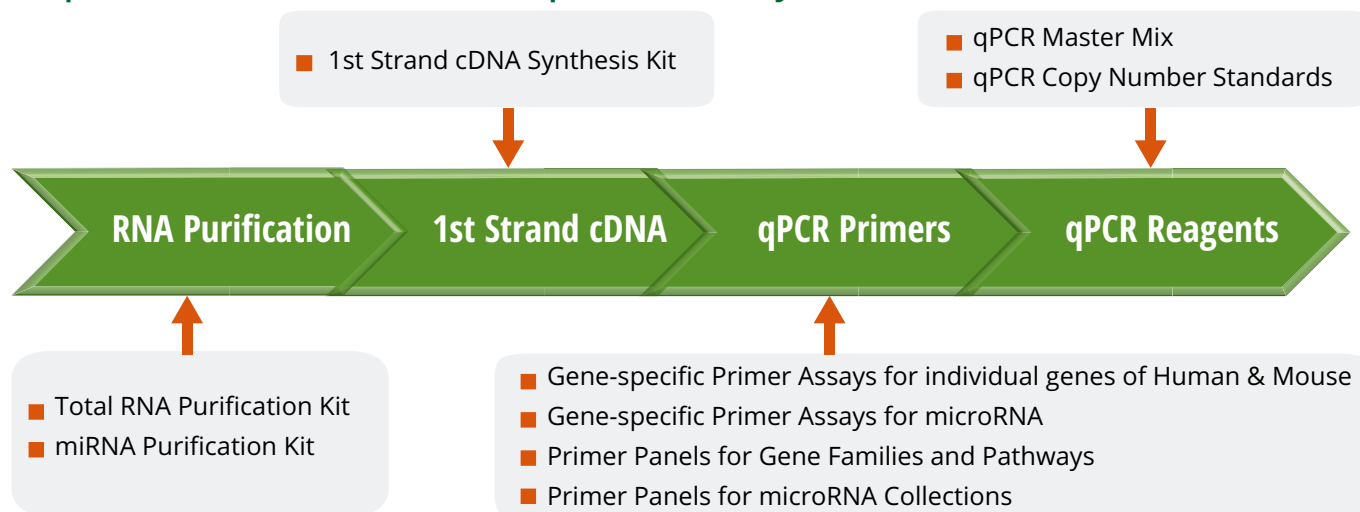 1st Strand cDNA Synthesis Kit
qPCR Master Mix
qPCR Copy Number Standards
RNA Purification
1st Strand cDNA
qPCR Primers
qPCR Reagents
Total RNA Purification Kit
miRNA Purification Kit
Gene-specific Primer Assays for individual genes of Human & Mouse
Gene-specific Primer Assays for microRNA
Primer Panels for Gene Families and Pathways
Primer Panels for microRNA Collections